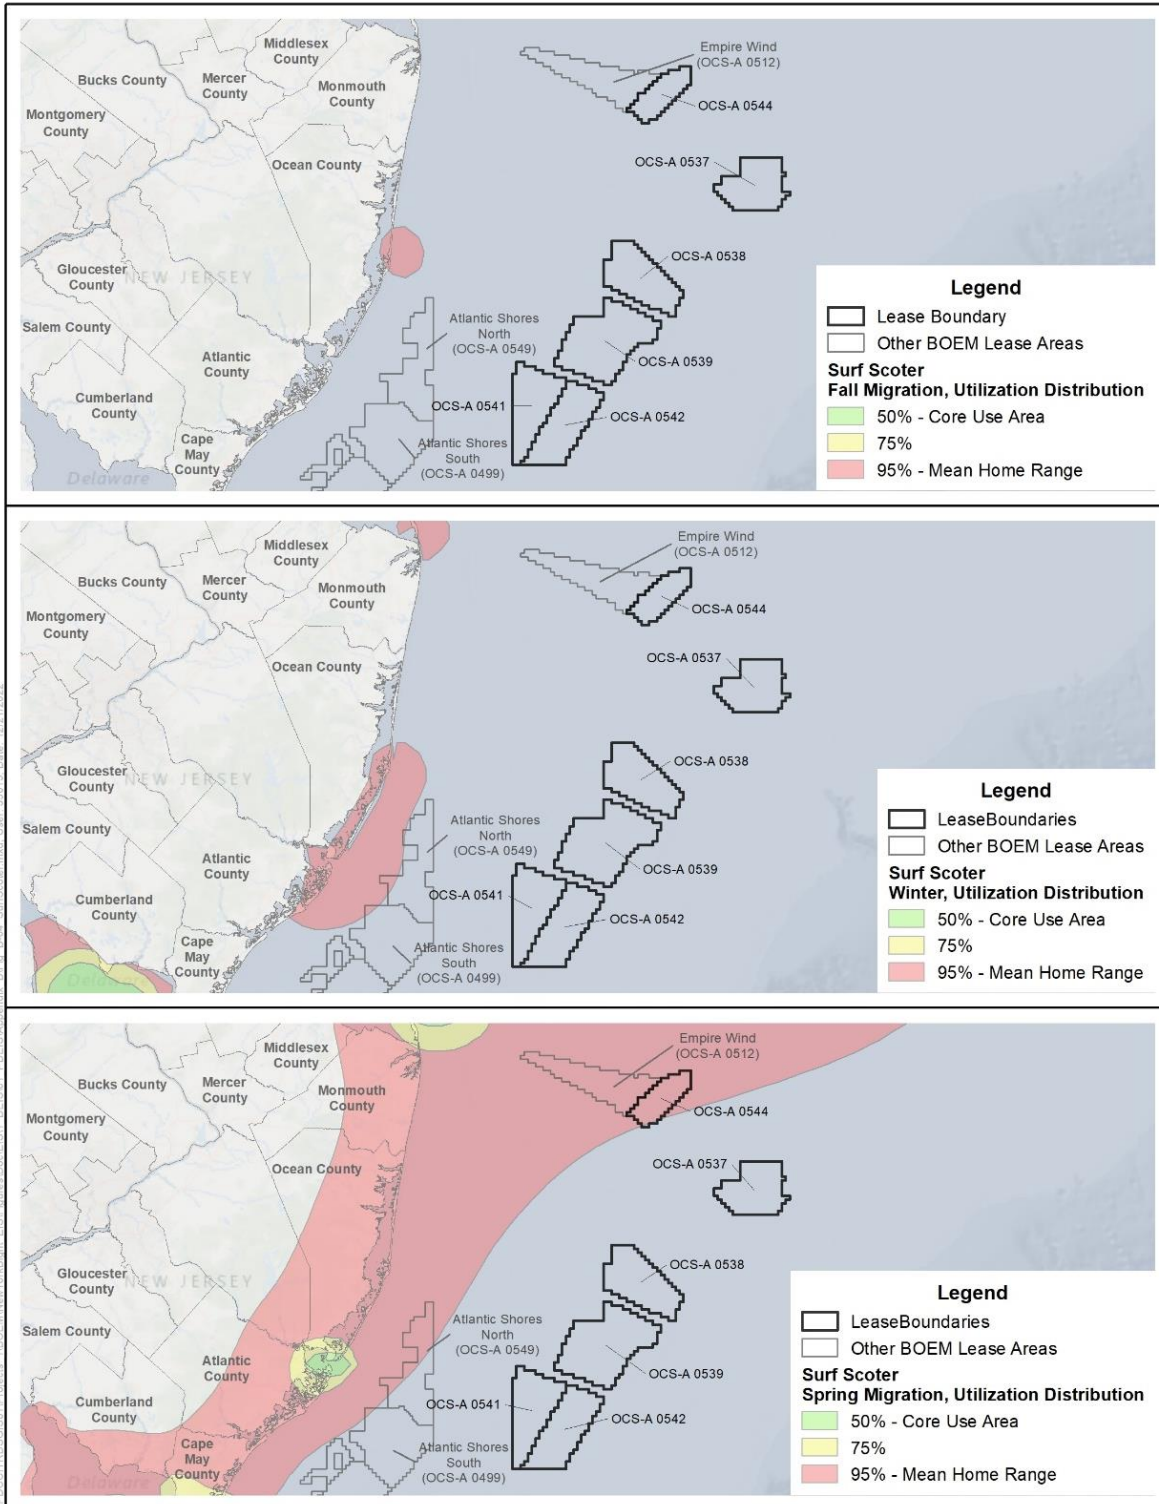 Middlesex
County
Bucks County
Mercer
County
Monmouth
County
Montgomery
County
Ocean County
Gloucester
County
NEW JERSEY
Salem County
Atlantic
County
Cumberland
County
Cape
May
County
Delaware
Empire Wind
(OCS-A 0512)
OCS-A 0544
OCS-A 0537
OCS-A 0538
Atlantic Shores
North
(OCS-A 0549)
OCS-A 0539
OCS-A 0541
OCS-A 0542
Atlantic Shores
South
(OCS-A 0499)
Legend
Lease Boundary
Other BOEM Lease Areas
Surf Scoter
Fall Migration, Utilization Distribution
50% - Core Use Area
75%
95% - Mean Home Range
Middlesex
County
Bucks County
Mercer
County
Monmouth
County
Montgomery
County
Ocean County
Gloucester
County
NEW JERSEY
Salem County
Atlantic
County
Cumberland
County
Cape
May
County
Delaware
Empire Wind
(OCS-A 0512)
OCS-A 0544
OCS-A 0537
OCS-A 0538
Atlantic Shores
North
(OCS-A 0549)
OCS-A 0539
OCS-A 0541
OCS-A 0542
Atlantic Shores
South
(OCS-A 0499)
Legend
LeaseBoundaries
Other BOEM Lease Areas
Surf Scoter
Winter, Utilization Distribution
50% - Core Use Area
75%
95% - Mean Home Range
Middlesex
County
Bucks County
Mercer
County
Monmouth
County
Montgomery
County
Ocean County
Gloucester
County
NEW JERSEY
Salem County
Atlantic
County
Cumberland
County
Cape
May
County
Delaware
Empire Wind
(OCS-A 0512)
OCS-A 0544
OCS-A 0537
OCS-A 0538
Atlantic Shores
North
(OCS-A 0549)
OCS-A 0539
OCS-A 0541
OCS-A 0542
Atlantic Shores
South
(OCS-A 0499)
Legend
LeaseBoundaries
Other BOEM Lease Areas
Surf Scoter
Spring Migration, Utilization Distribution
50% - Core Use Area
75%
95% - Mean Home Range